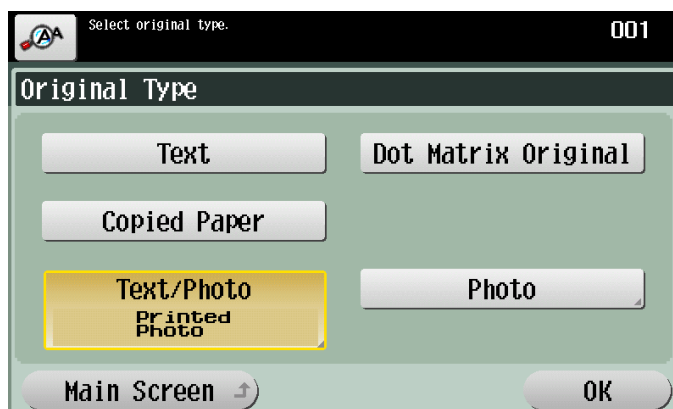 Select original type.
001
Original Type
Text
Dot Matrix Original
Copied Paper
Text/Photo
Printed
Photo
Photo
Main Screen
OK